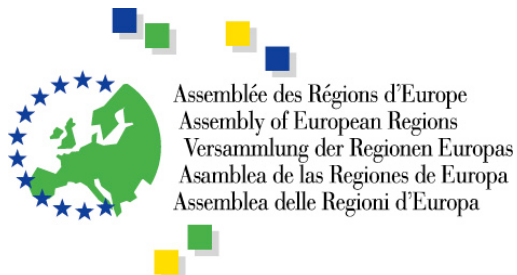 Assemblée des Régions d'Europe
Assembly of European Regions
Versammlung der Regionen Europas
Asamblea de las Regiones de Europa
Assemblea delle Regioni d'Europa